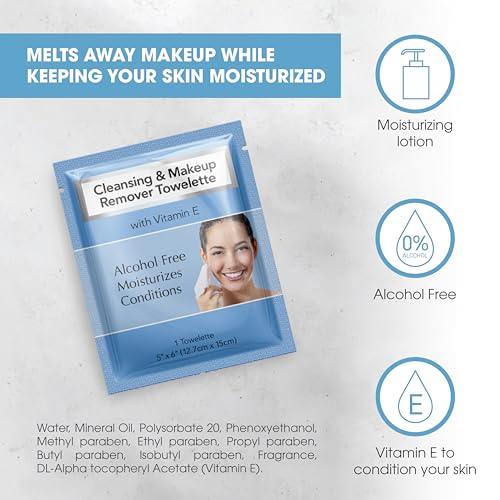 MELTS AWAY MAKEUP WHILE
KEEPING YOUR SKIN MOISTURIZED
Moisturizing
lotion
Cleansing & Makeup
Remover Towelette
with Vitamin E
Alcohol Free
Moisturizes
Conditions
1 Towelette
5" x 6" (12.7cm x 15cm)
0%
ALCOHOL
Alcohol Free
E
Vitamin E to
condition your skin
Water, Mineral Oil, Polysorbate 20, Phenoxyethanol,
Methyl paraben, Ethyl paraben, Propyl paraben,
Butyl paraben, Isobutyl paraben, Fragrance,
DL-Alpha tocopheryl Acetate (Vitamin E).